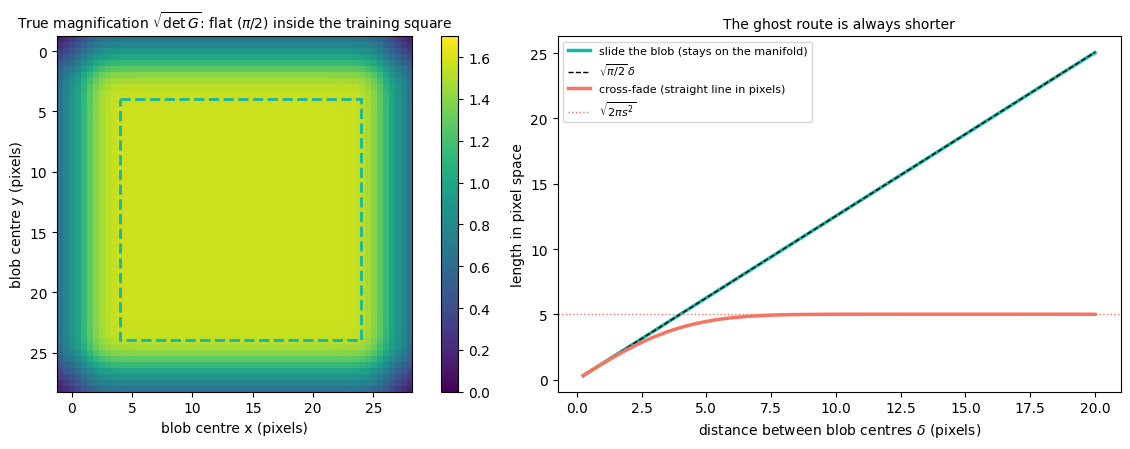 True magnification √det G: flat (π/2) inside the training square
0
5
10
15
20
25
blob centre y (pixels)
0 5 10 15 20 25
blob centre x (pixels)
1.6
1.4
1.2
1.0
0.8
0.6
0.4
0.2
0.0
The ghost route is always shorter
slide the blob (stays on the manifold)
√π/2 δ
cross-fade (straight line in pixels)
√2πs²
25
20
15
10
5
0
length in pixel space
0.0 2.5 5.0 7.5 10.0 12.5 15.0 17.5 20.0
distance between blob centres δ (pixels)